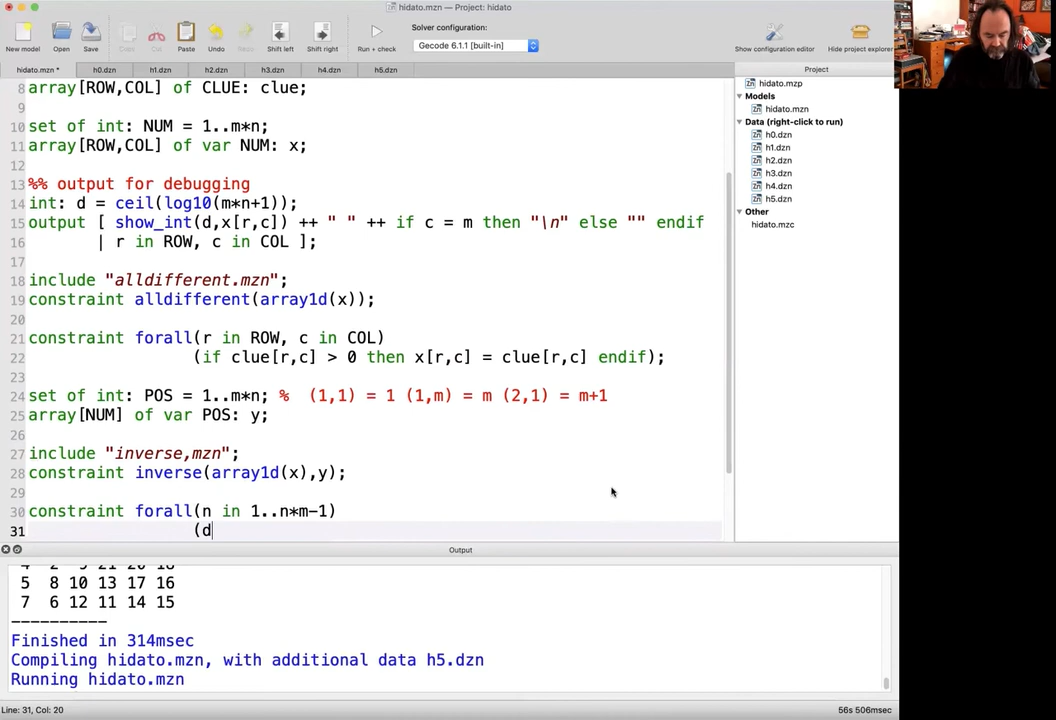 hidato.mzn — Project: hidato
Solver configuration:
New model
Open
Save
Copy
Cut
Paste
Undo
Redo
Shift left
Shift right
Run + check
Gecode 6.1.1 [built-in]
Show configuration editor
Hide project explorer
hidato.mzn *
h0.dzn
h1.dzn
h2.dzn
h3.dzn
h4.dzn
h5.dzn
Project
8 array[ROW,COL] of CLUE: clue;
9
10 set of int: NUM = 1..m*n;
11 array[ROW,COL] of var NUM: x;
12
13 %% output for debugging
14 int: d = ceil(log10(m*n+1));
15 output [ show_int(d,x[r,c]) ++ " " ++ if c = m then "\n" else "" endif
16 | r in ROW, c in COL ];
17
18 include "alldifferent.mzn";
19 constraint alldifferent(array1d(x));
20
21 constraint forall(r in ROW, c in COL)
22 (if clue[r,c] > 0 then x[r,c] = clue[r,c] endif);
23
24 set of int: POS = 1..m*n; % (1,1) = 1 (1,m) = m (2,1) = m+1
25 array[NUM] of var POS: y;
26
27 include "inverse,mzn";
28 constraint inverse(array1d(x),y);
29
30 constraint forall(n in 1..n*m-1)
31 (d
hidato.mzp
Models
hidato.mzn
Data (right-click to run)
h0.dzn
h1.dzn
h2.dzn
h3.dzn
h4.dzn
h5.dzn
Other
hidato.mzc
Output
4 2 9 21 20 18
5 8 10 13 17 16
7 6 12 11 14 15
----------
Finished in 314msec
Compiling hidato.mzn, with additional data h5.dzn
Running hidato.mzn
Line: 31, Col: 20
56s 506msec